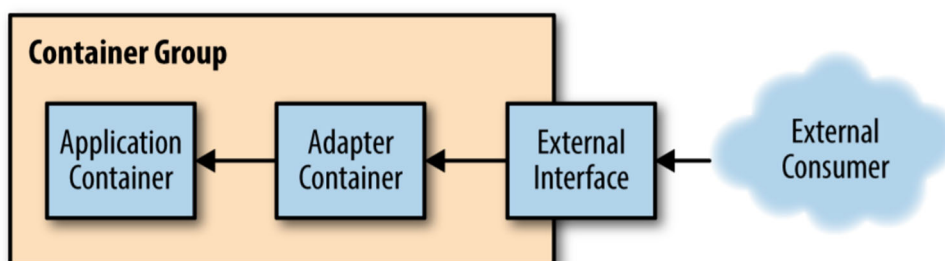 Container Group
Application
Container
Adapter
Container
External
Interface
External
Consumer